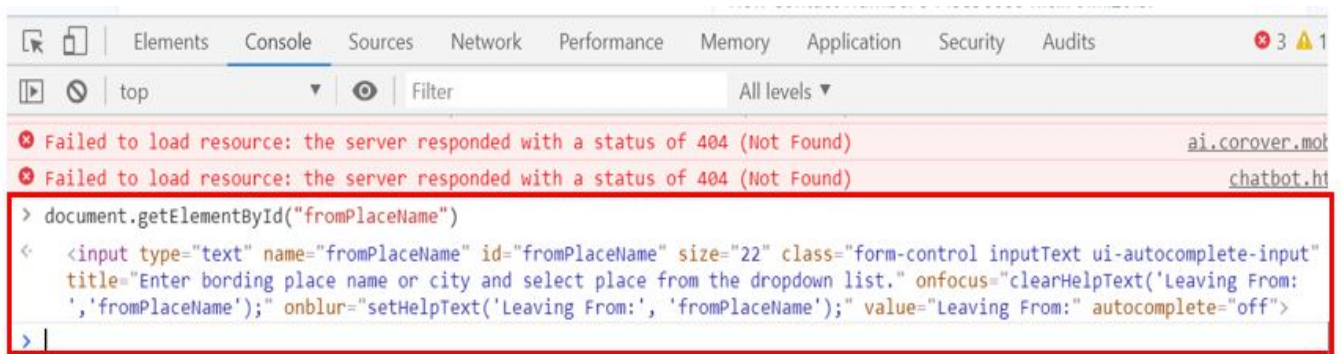 Elements Console Sources Network Performance Memory Application Security Audits 3 1
top Filter All levels
Failed to load resource: the server responded with a status of 404 (Not Found) ai.corover.mob
Failed to load resource: the server responded with a status of 404 (Not Found) chatbot.ht
> document.getElementById("fromPlaceName")
<input type="text" name="fromPlaceName" id="fromPlaceName" size="22" class="form-control inputText ui-autocomplete-input"
title="Enter bording place name or city and select place from the dropdown list." onfocus="clearHelpText('Leaving From:
','fromPlaceName');" onblur="setHelpText('Leaving From:', 'fromPlaceName');" value="Leaving From:" autocomplete="off">
>